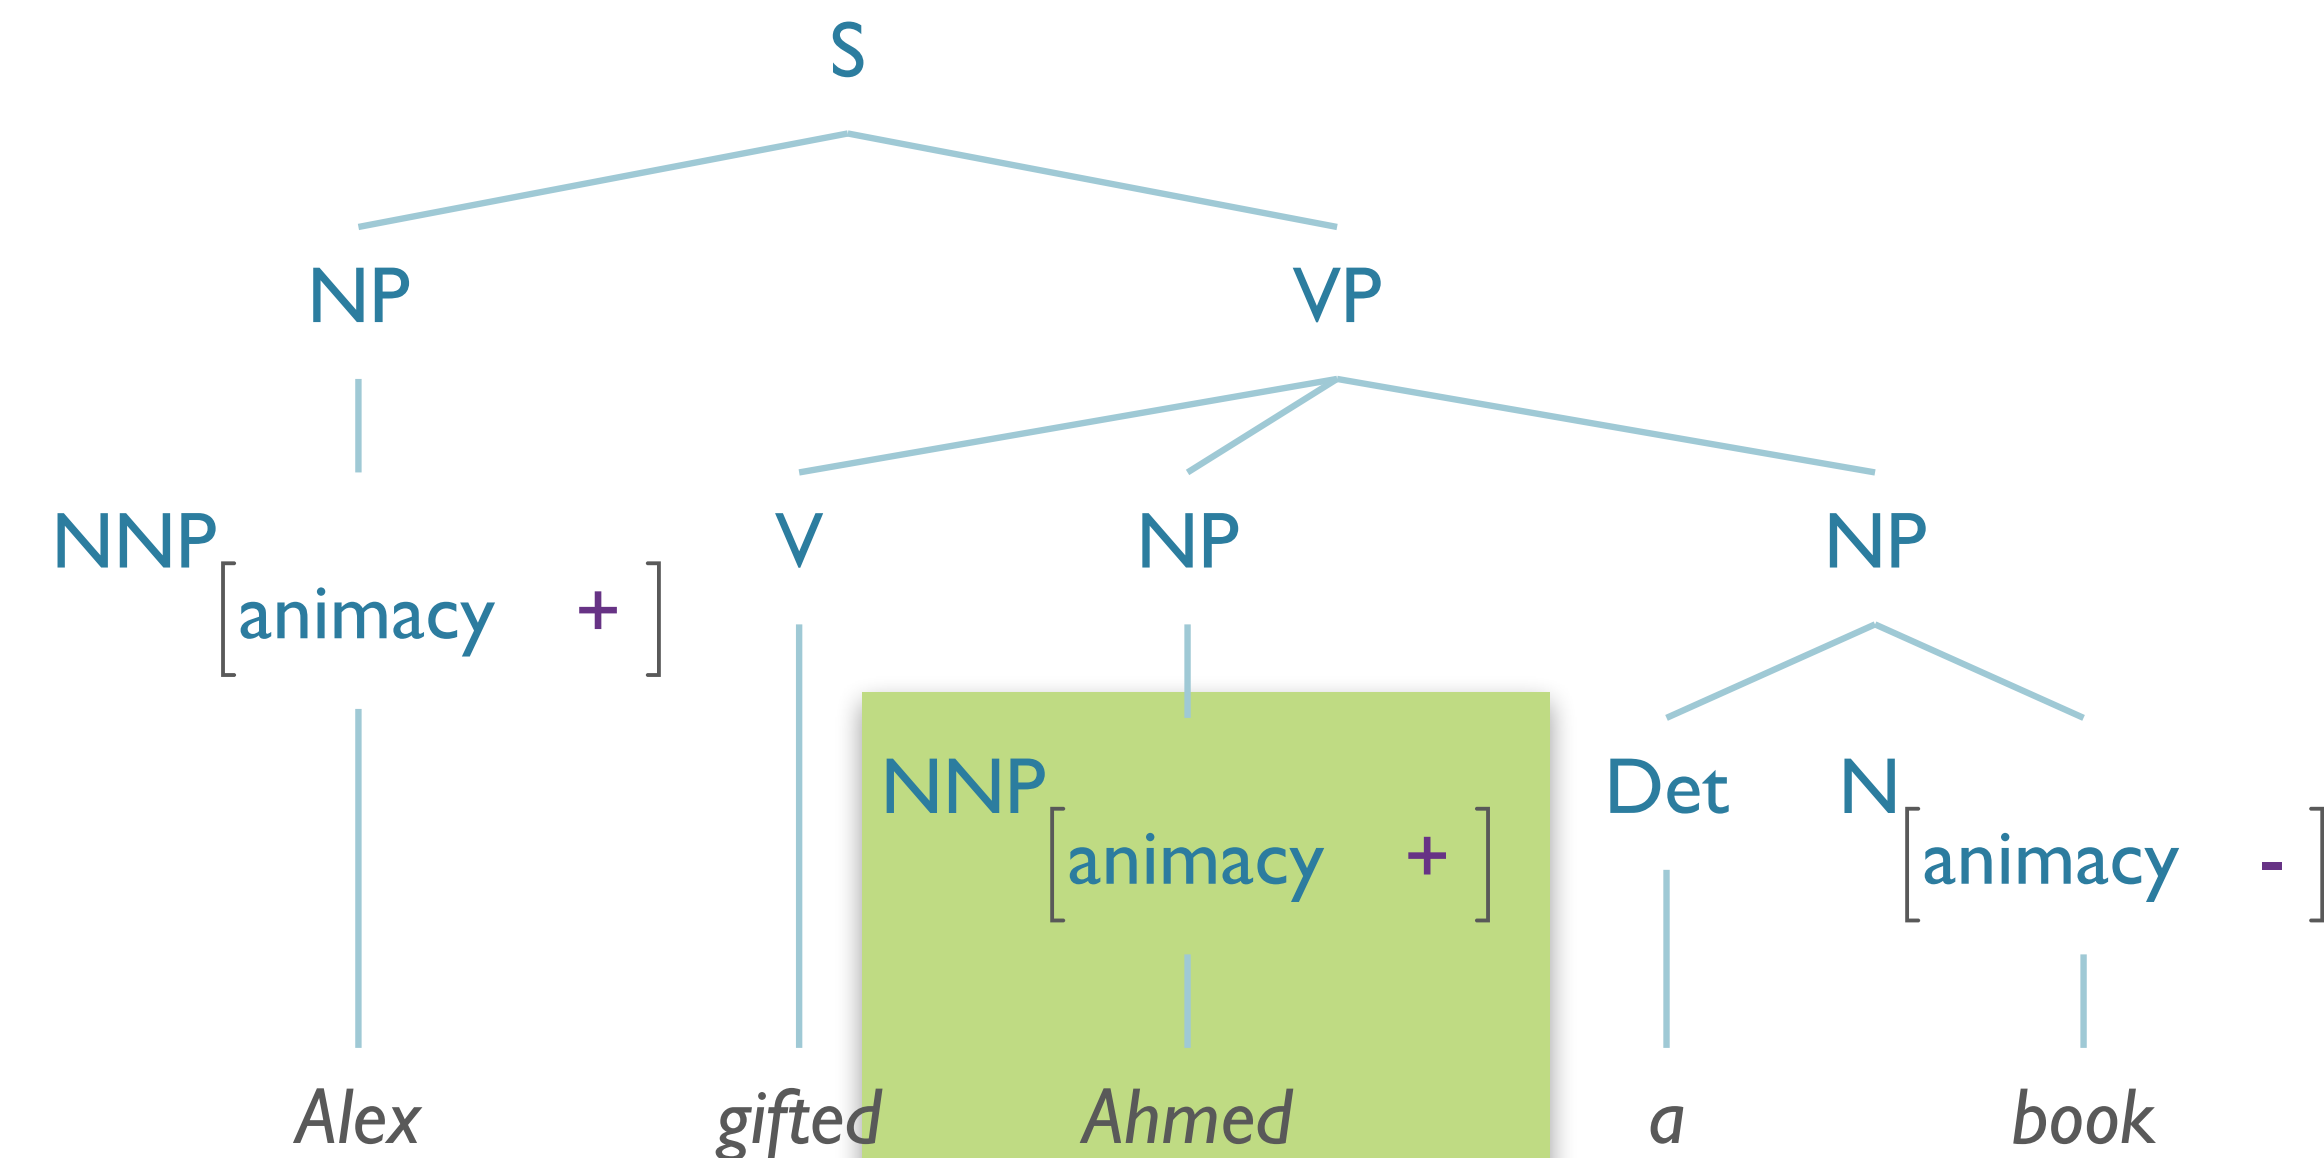 S
NP VP
NNP[animacy +] V NP NP
NNP[animacy +] Det N[animacy -]
Alex gifted Ahmed a book